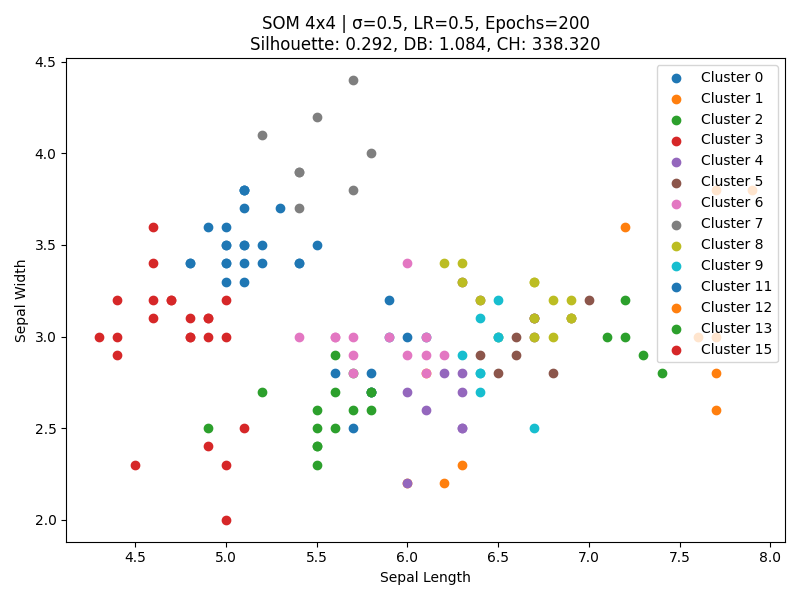 SOM 4x4 | σ=0.5, LR=0.5, Epochs=200
Silhouette: 0.292, DB: 1.084, CH: 338.320
4.5
4.0
3.5
3.0
2.5
2.0
Sepal Width
Cluster 0
Cluster 1
Cluster 2
Cluster 3
Cluster 4
Cluster 5
Cluster 6
Cluster 7
Cluster 8
Cluster 9
Cluster 11
Cluster 12
Cluster 13
Cluster 15
4.5 5.0 5.5 6.0 6.5 7.0 7.5 8.0
Sepal Length